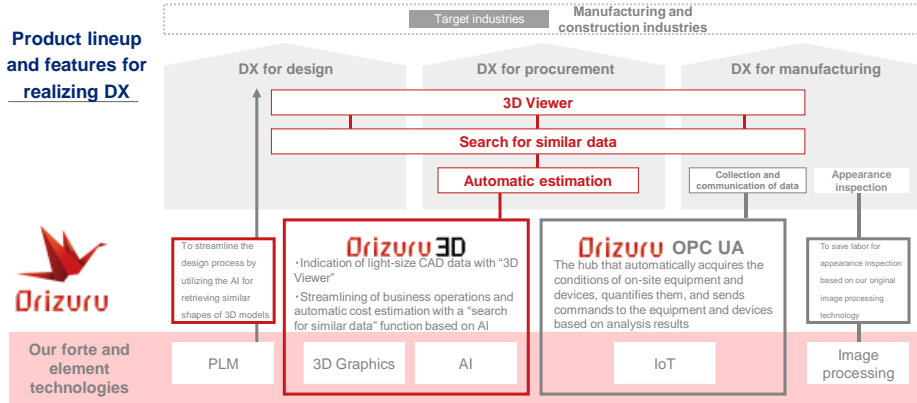 Target industries
Manufacturing and
construction industries
Product lineup
and features for
realizing DX
DX for design
DX for procurement
DX for manufacturing
3D Viewer
Search for similar data
Automatic estimation
Collection and
communication of data
Appearance
inspection
Orizuru
To streamline the
design process by
utilizing the AI for
retrieving similar
shapes of 3D models
Orizuru 3D
・Indication of light-size CAD data with “3D
Viewer”
・Streamlining of business operations and
automatic cost estimation with a “search
for similar data” function based on AI
Orizuru OPC UA
The hub that automatically acquires the
conditions of on-site equipment and
devices, quantifies them, and sends
commands to the equipment and devices
based on analysis results
To save labor for
appearance inspection
based on our original
image processing
technology
Our forte and
element
technologies
PLM
3D Graphics
AI
IoT
Image
processing